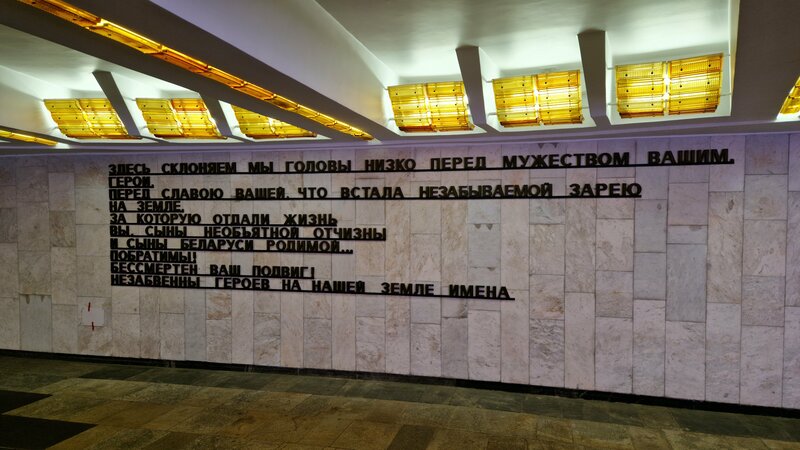 ЗДЕСЬ СКЛОНЯЕМ МЫ ГОЛОВЫ НИЗКО ПЕРЕД МУЖЕСТВОМ ВАШИМ,
ГЕРОИ,
ПЕРЕД СЛАВОЮ ВАШЕЙ, ЧТО ВСТАЛА НЕЗАБЫВАЕМОЙ ЗАРЕЮ
НА ЗЕМЛЕ,
ЗА КОТОРУЮ ОТДАЛИ ЖИЗНЬ
ВЫ, СЫНЫ НЕОБЪЯТНОЙ ОТЧИЗНЫ
И СЫНЫ БЕЛАРУСИ РОДИМОЙ...
ПОБРАТИМЫ!
БЕССМЕРТЕН ВАШ ПОДВИГ!
НЕЗАБВЕННЫ ГЕРОЕВ НА НАШЕЙ ЗЕМЛЕ ИМЕНА